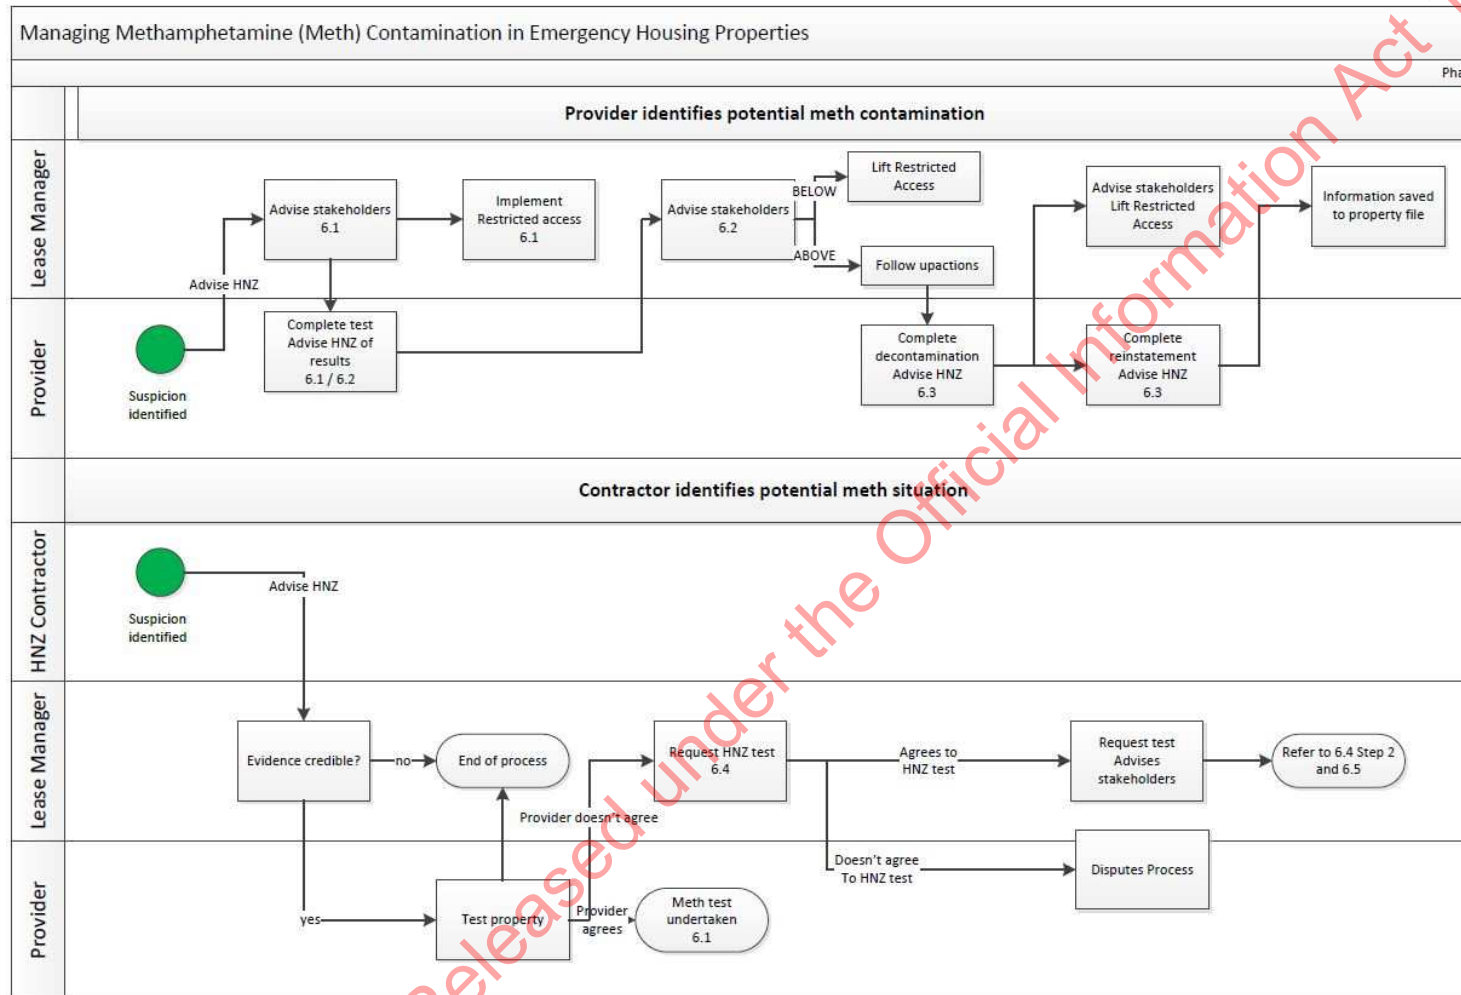 Managing Methamphetamine (Meth) Contamination in Emergency Housing Properties
Pha
Provider identifies potential meth contamination
Lease Manager
Advise stakeholders
6.1
Implement
Restricted access
6.1
Advise stakeholders
6.2
BELOW
ABOVE
Lift Restricted
Access
Follow upactions
Advise stakeholders
Lift Restricted
Access
Information saved
to property file
Advise HNZ
Provider
Suspicion
identified
Complete test
Advise HNZ of
results
6.1 / 6.2
Complete
decontamination
Advise HNZ
6.3
Complete
reinstatement
Advise HNZ
6.3
Contractor identifies potential meth situation
HNZ Contractor
Suspicion
identified
Advise HNZ
Lease Manager
Evidence credible?
no
End of process
Request HNZ test
6.4
Agrees to
HNZ test
Request test
Advises
stakeholders
Refer to 6.4 Step 2
and 6.5
Provider doesn't agree
Provider
yes
Test property
Provider
agrees
Meth test
undertaken
6.1
Doesn't agree
To HNZ test
Disputes Process
Released under the Official Information Act